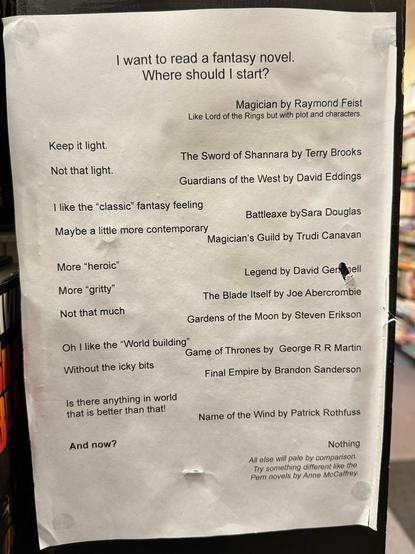 I want to read a fantasy novel.
Where should I start?
Magician by Raymond Feist
Like Lord of the Rings but with plot and characters.
Keep it light.
The Sword of Shannara by Terry Brooks
Not that light.
Guardians of the West by David Eddings
I like the “classic” fantasy feeling
Battleaxe bySara Douglas
Maybe a little more contemporary
Magician's Guild by Trudi Canavan
More “heroic”
Legend by David
More “gritty”
The Blade Itself by Joe Abercrombie
Not that much
Gardens of the Moon by Steven Erikson
Oh I like the “World building”
Game of Thrones by George R R Martin
Without the icky bits
Final Empire by Brandon Sanderson
Is there anything in world
that is better than that!
Name of the Wind by Patrick Rothfuss
And now?
Nothing
All else will pale by comparison.
Try something different like the
Pern novels by Anne McCaffrey